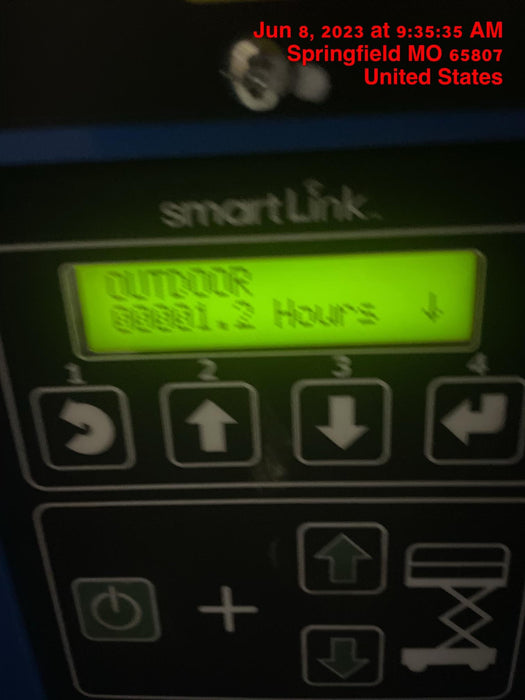 Jun 8, 2023 at 9:35:35 AM
Springfield MO 65807
United States
smartLink™
OUTDOOR
00001.2 Hours ↓
1 2 3 4